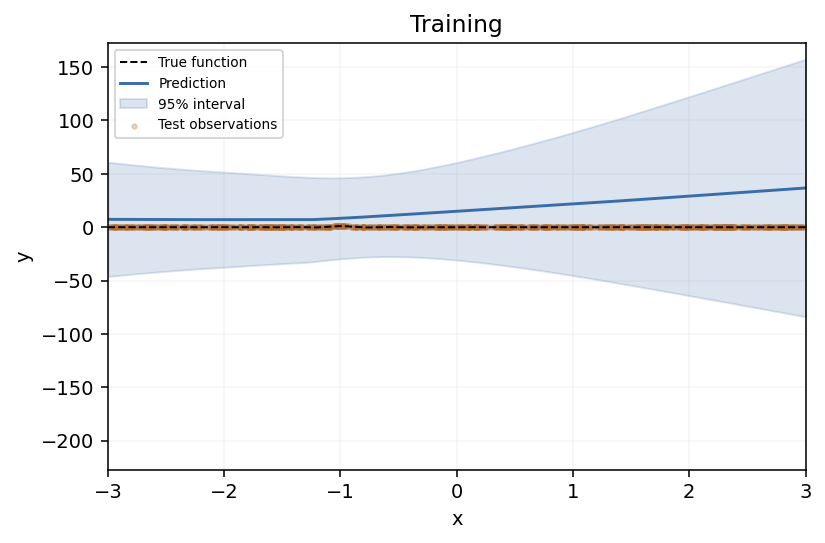 Training
150
100
50
0
−50
−100
−150
−200
y
True function
Prediction
95% interval
Test observations
−3
−2
−1
0
1
2
3
x